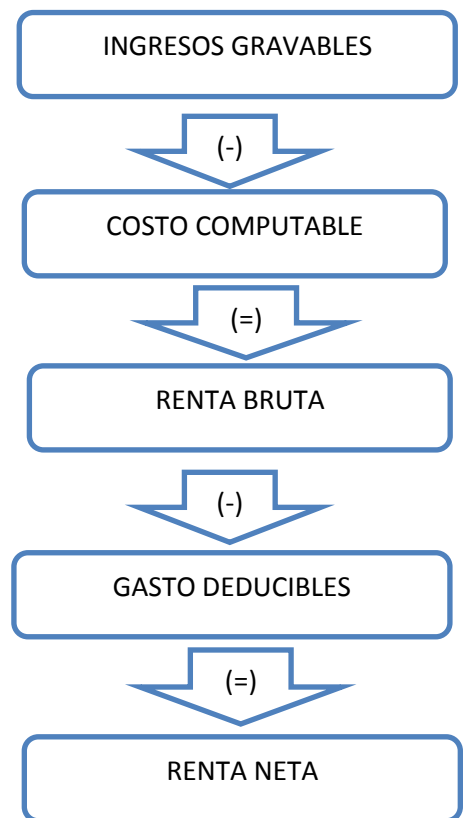 INGRESOS GRAVABLES
(-)
COSTO COMPUTABLE
(=)
RENTA BRUTA
(-)
GASTO DEDUCIBLES
(=)
RENTA NETA